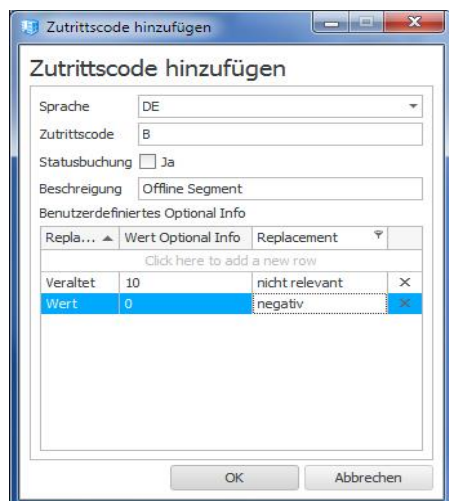 Zutrittscode hinzufügen
Zutrittscode hinzufügen
Sprache DE
Zutrittscode B
Statusbuchung Ja
Beschreigung Offline Segment
Benutzerdefiniertes Optional Info
Repla... Wert Optional Info Replacement
Click here to add a new row
Veraltet 10 nicht relevant
Wert 0 negativ
OK Abbrechen